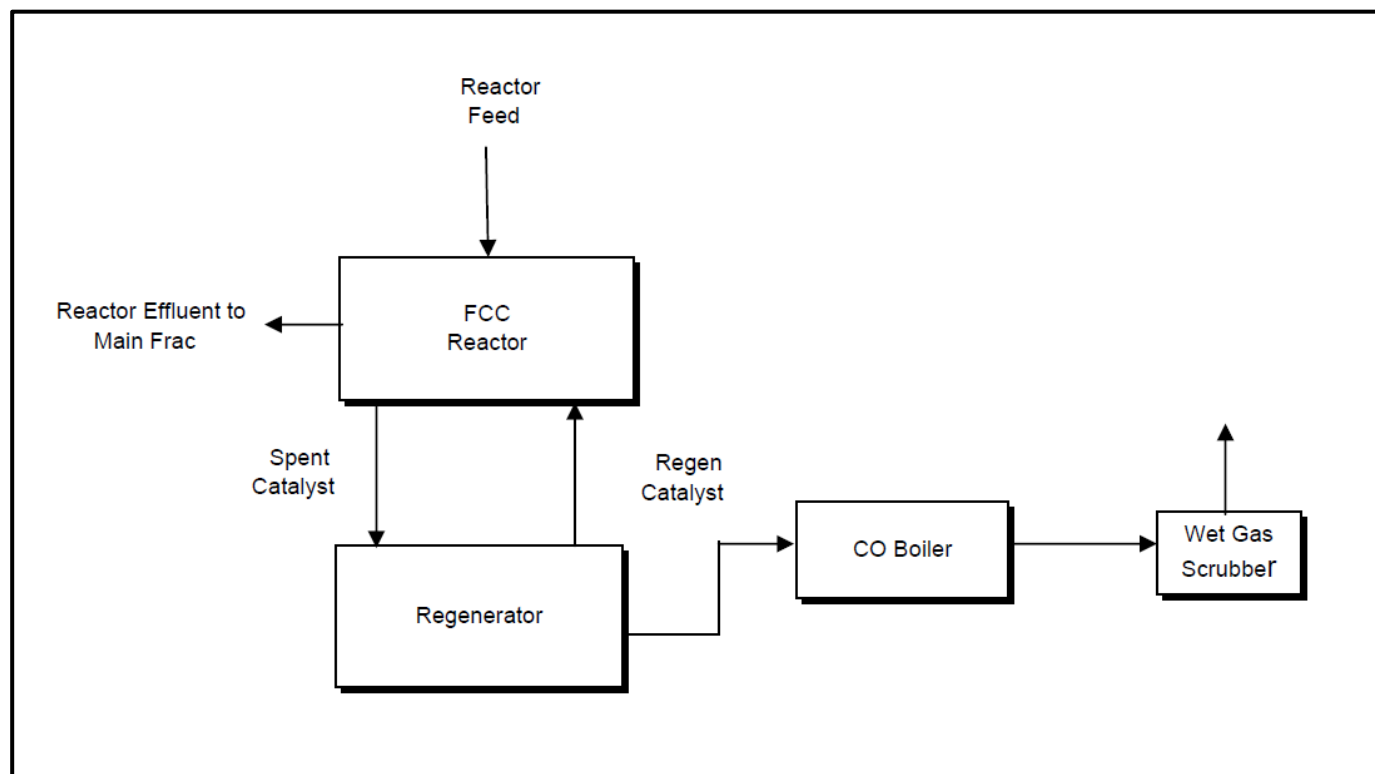 Reactor
Feed
Reactor Effluent to
Main Frac
FCC
Reactor
Spent
Catalyst
Regen
Catalyst
CO Boiler
Wet Gas
Scrubber
Regenerator